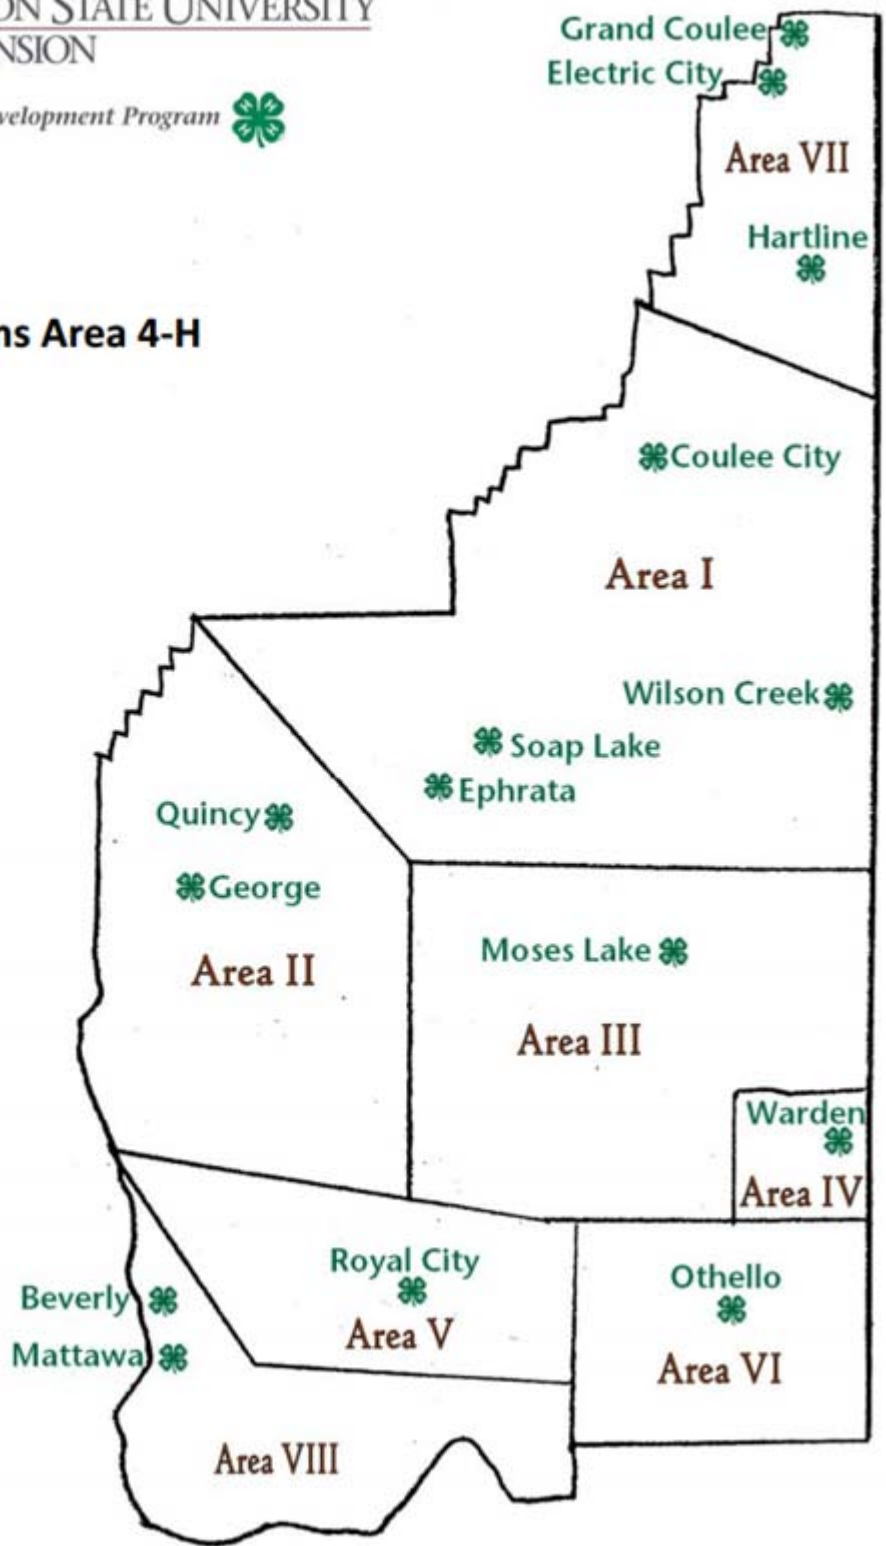 ON STATE UNIVERSITY
NSION
velopment Program
ns Area 4-H
Grand Coulee
Electric City
Area VII
Hartline
Coulee City
Area I
Wilson Creek
Soap Lake
Ephrata
Quincy
George
Area II
Moses Lake
Area III
Warden
Area IV
Royal City
Area V
Othello
Area VI
Beverly
Mattawa
Area VIII